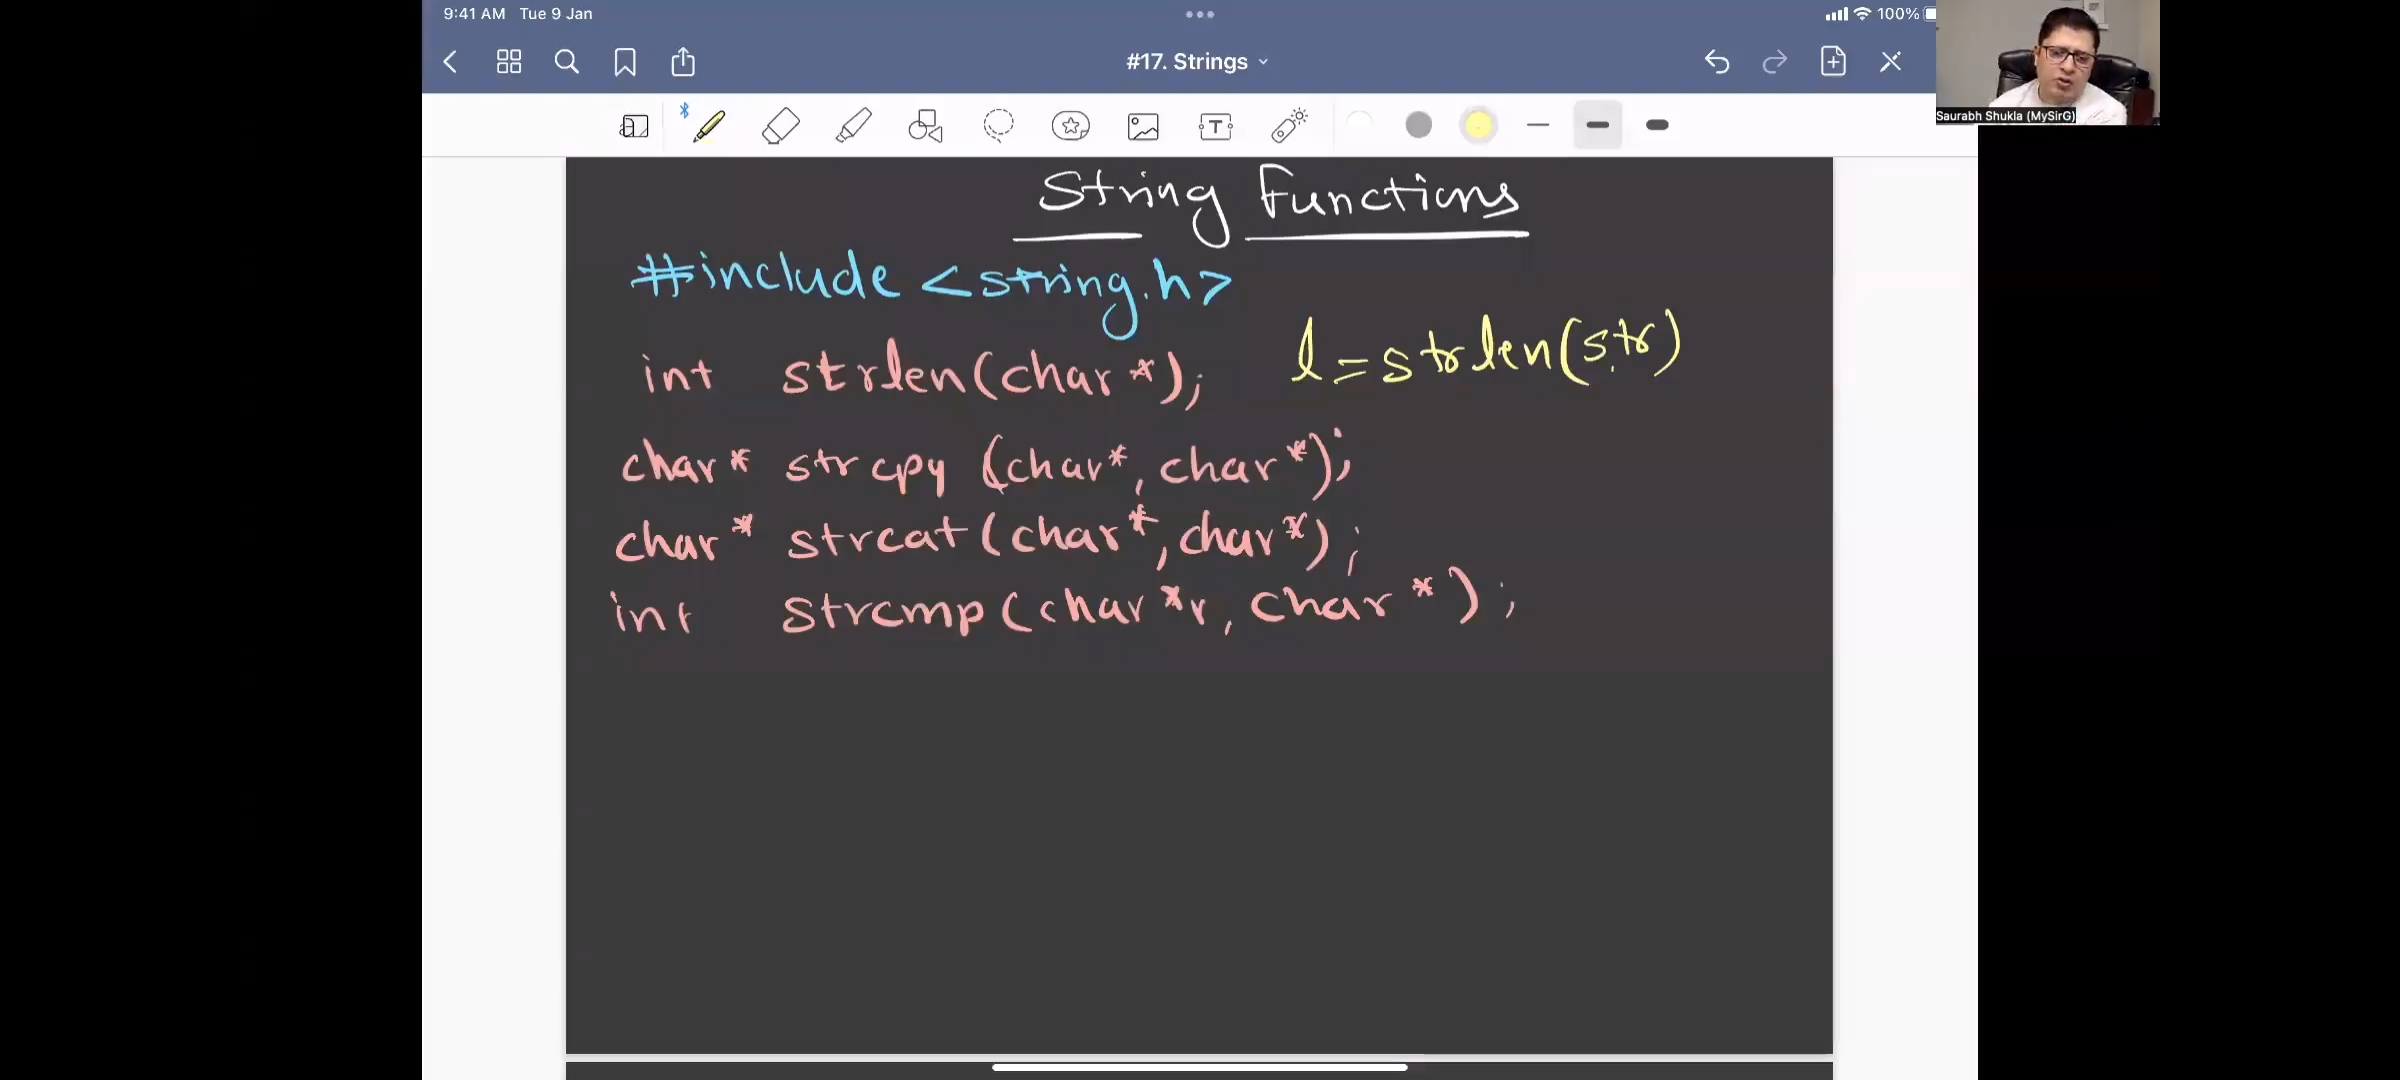 9:41 AM Tue 9 Jan
100%
#17. Strings
Saurabh Shukla (MySirG)
String Functions
#include <string.h>
int strlen(char*);
l=strlen(str)
char* strcpy (char*, char*);
char* strcat(char*, char*);
int strcmp(char*r, char*);